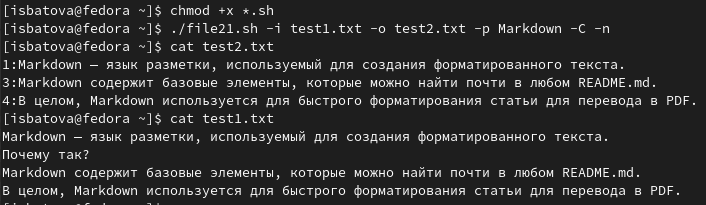 [isbatova@fedora ~]$ chmod +x *.sh
[isbatova@fedora ~]$ ./file21.sh -i test1.txt -o test2.txt -p Markdown -C -n
[isbatova@fedora ~]$ cat test2.txt
1:Markdown — язык разметки, используемый для создания форматированного текста.
3:Markdown содержит базовые элементы, которые можно найти почти в любом README.md.
4:В целом, Markdown используется для быстрого форматирования статьи для перевода в PDF.
[isbatova@fedora ~]$ cat test1.txt
Markdown — язык разметки, используемый для создания форматированного текста.
Почему так?
Markdown содержит базовые элементы, которые можно найти почти в любом README.md.
В целом, Markdown используется для быстрого форматирования статьи для перевода в PDF.